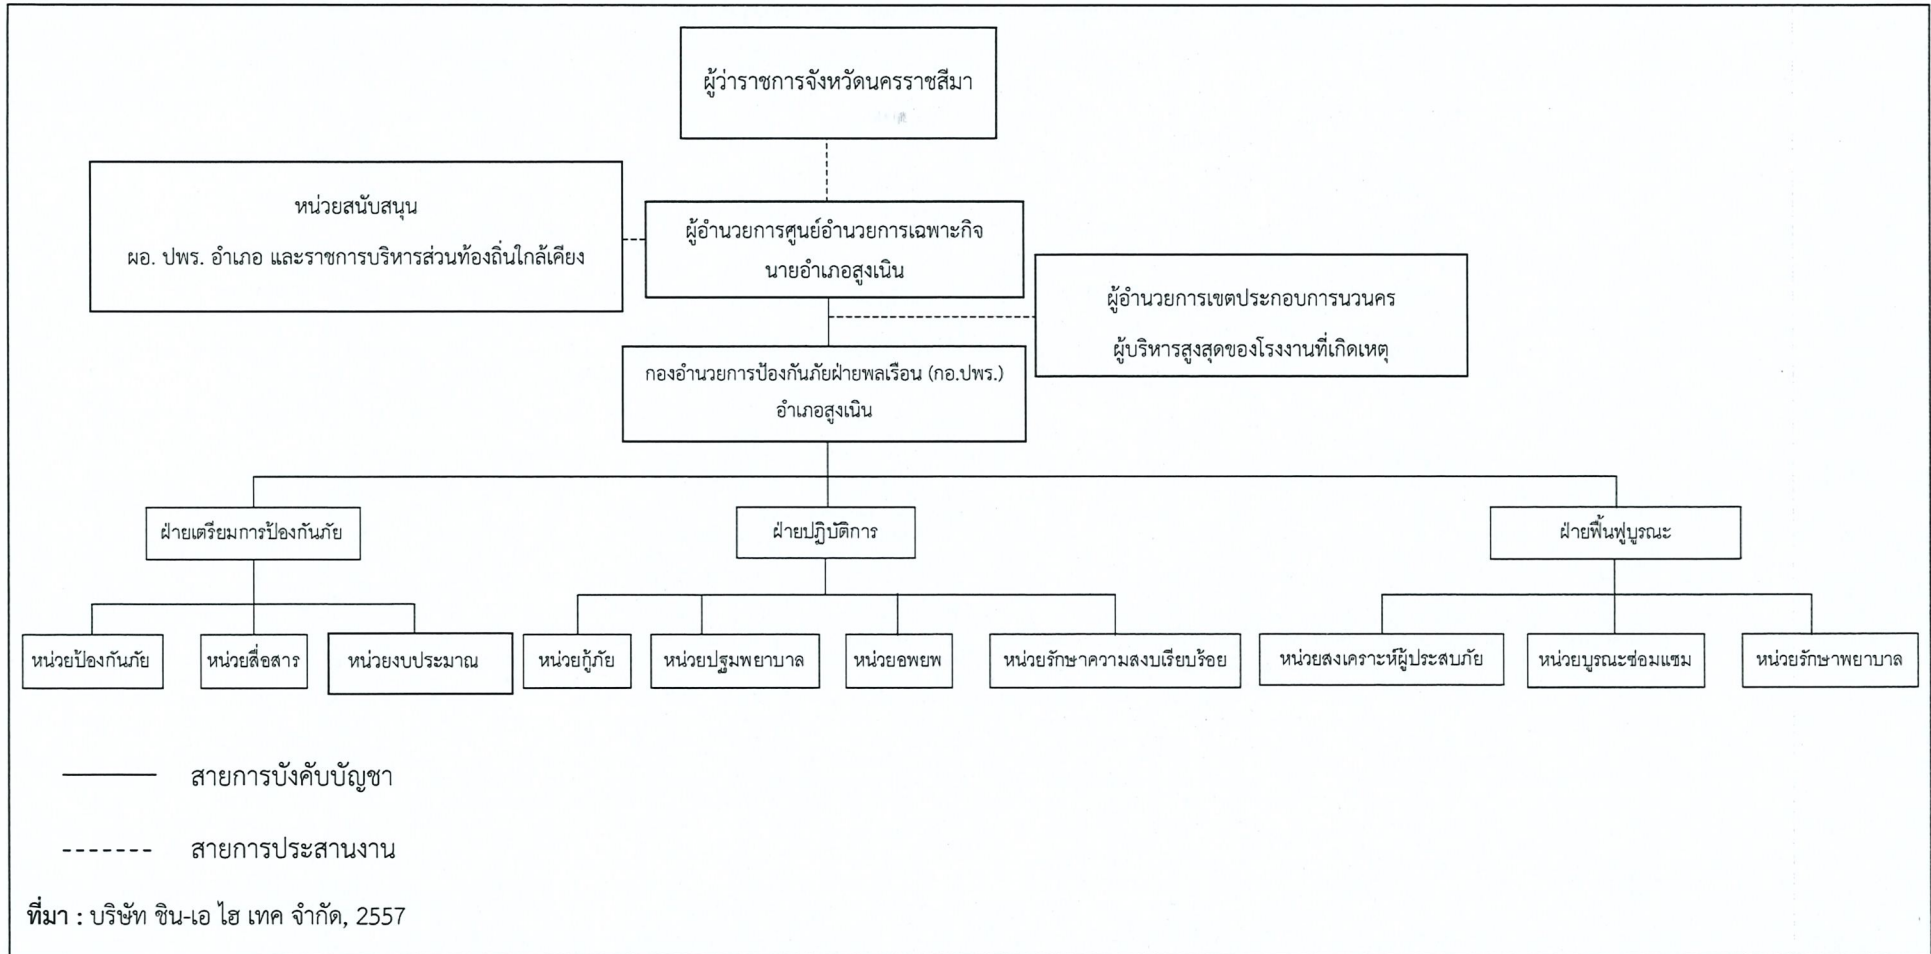 ผู้ว่าราชการจังหวัดนครราชสีมา
หน่วยสนับสนุน
ผอ. ปพร. อำเภอ และราชการบริหารส่วนท้องถิ่นใกล้เคียง
ผู้อำนวยการศูนย์อำนวยการเฉพาะกิจ
นายอำเภอสูงเนิน
ผู้อำนวยการเขตประกอบการนวนคร
ผู้บริหารสูงสุดของโรงงานที่เกิดเหตุ
กองอำนวยการป้องกันภัยฝ่ายพลเรือน (กอ.ปพร.)
อำเภอสูงเนิน
ฝ่ายเตรียมการป้องกันภัย
ฝ่ายปฏิบัติการ
ฝ่ายฟื้นฟูบูรณะ
หน่วยป้องกันภัย
หน่วยสื่อสาร
หน่วยงบประมาณ
หน่วยกู้ภัย
หน่วยปฐมพยาบาล
หน่วยอพยพ
หน่วยรักษาความสงบเรียบร้อย
หน่วยสงเคราะห์ผู้ประสบภัย
หน่วยบูรณะซ่อมแซม
หน่วยรักษาพยาบาล
สายการบังคับบัญชา
สายการประสานงาน
ที่มา : บริษัท ชิน-เอ ไฮ เทค จำกัด, 2557